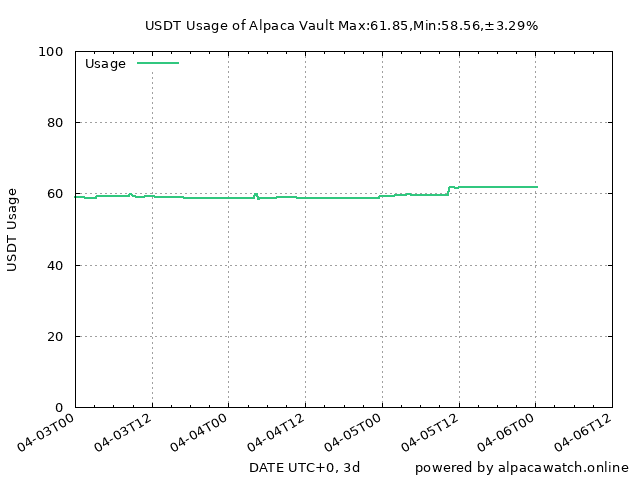 USDT Usage of Alpaca Vault Max:61.85,Min:58.56,±3.29%
100
Usage
80
60
USDT Usage
40
20
0
04-03T00 04-03T12 04-04T00 04-04T12 04-05T00 04-05T12 04-06T00 04-06T12
DATE UTC+0, 3d powered by alpacawatch.online